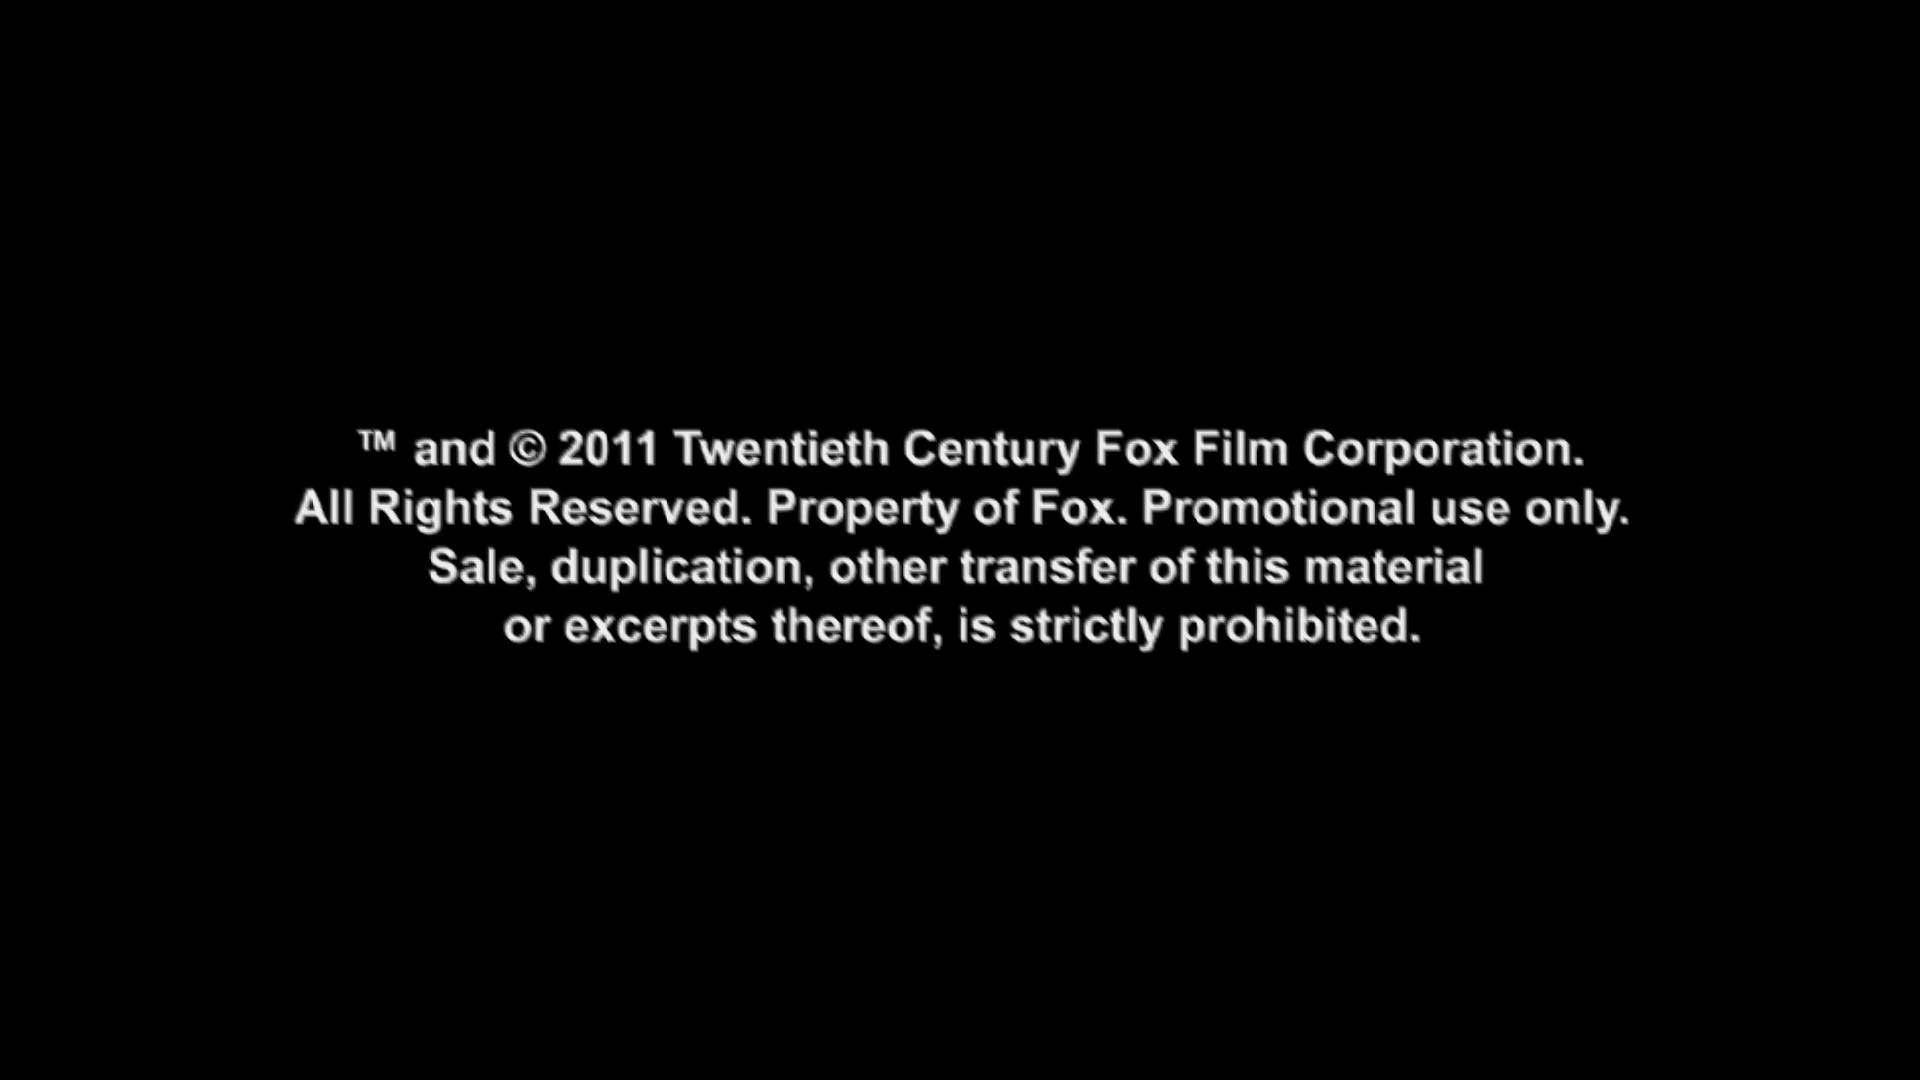 ™ and © 2011 Twentieth Century Fox Film Corporation.
All Rights Reserved. Property of Fox. Promotional use only.
Sale, duplication, other transfer of this material
or excerpts thereof, is strictly prohibited.